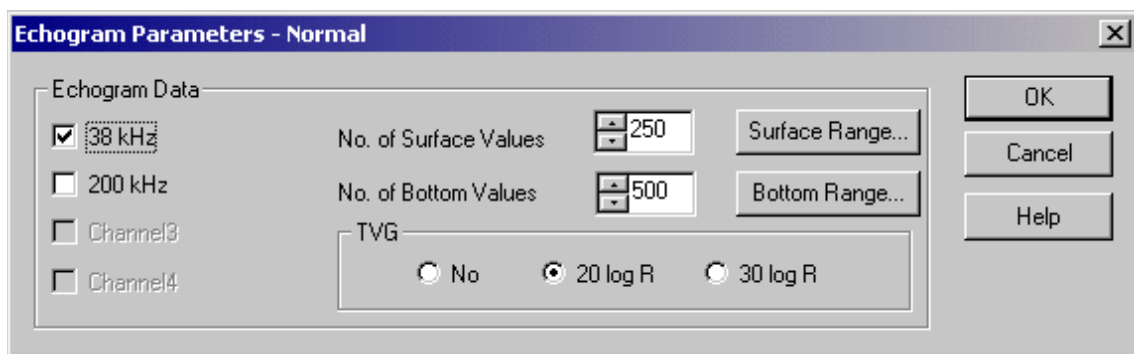 Echogram Parameters - Normal
Echogram Data
38 kHz
200 kHz
Channel3
Channel4
No. of Surface Values
250
Surface Range...
No. of Bottom Values
500
Bottom Range...
TVG
No
20 log R
30 log R
OK
Cancel
Help